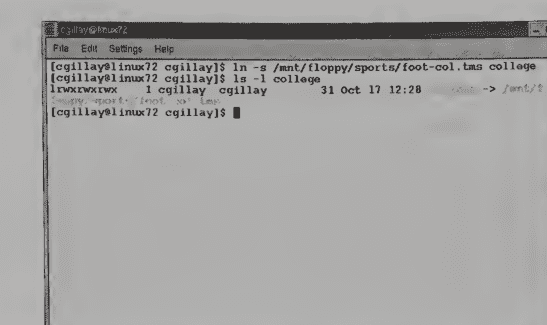 cgillay@linux72
File Edit Settings Help
[cgillay@linux72 cgillay]$ ln -s /mnt/floppy/sports/foot-col.tms college
[cgillay@linux72 cgillay]$ ls -l college
lrwxrwxrwx 1 cgillay cgillay 31 Oct 17 12:28 -> /mnt/f
tms
[cgillay@linux72 cgillay]$